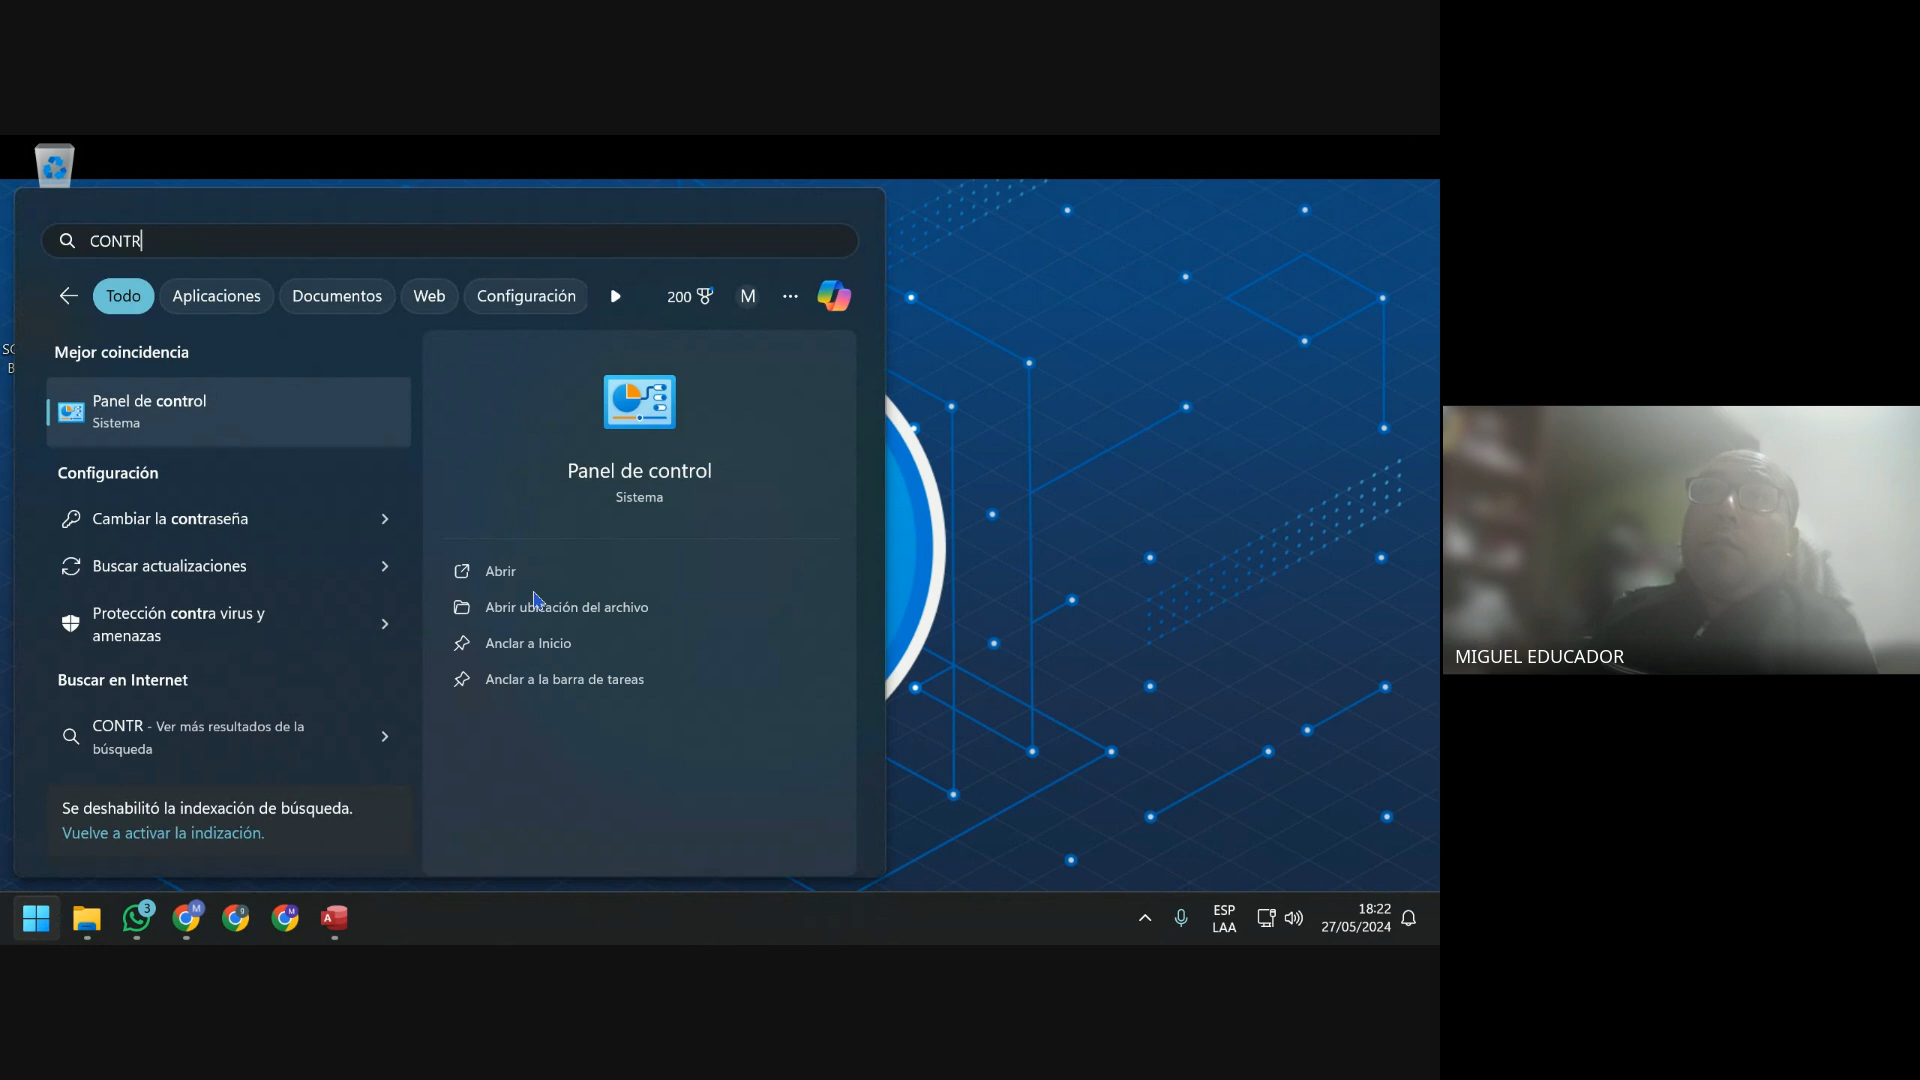 CONTR
Todo
Aplicaciones
Documentos
Web
Configuración
200
M
Mejor coincidencia
Panel de control
Sistema
Configuración
Cambiar la contraseña
Buscar actualizaciones
Protección contra virus y
amenazas
Buscar en Internet
CONTR - Ver más resultados de la
búsqueda
Se deshabilitó la indexación de búsqueda.
Vuelve a activar la indización.
Panel de control
Sistema
Abrir
Abrir ubicación del archivo
Anclar a Inicio
Anclar a la barra de tareas
3
M
g
M
A
ESP
LAA
18:22
27/05/2024
MIGUEL EDUCADOR